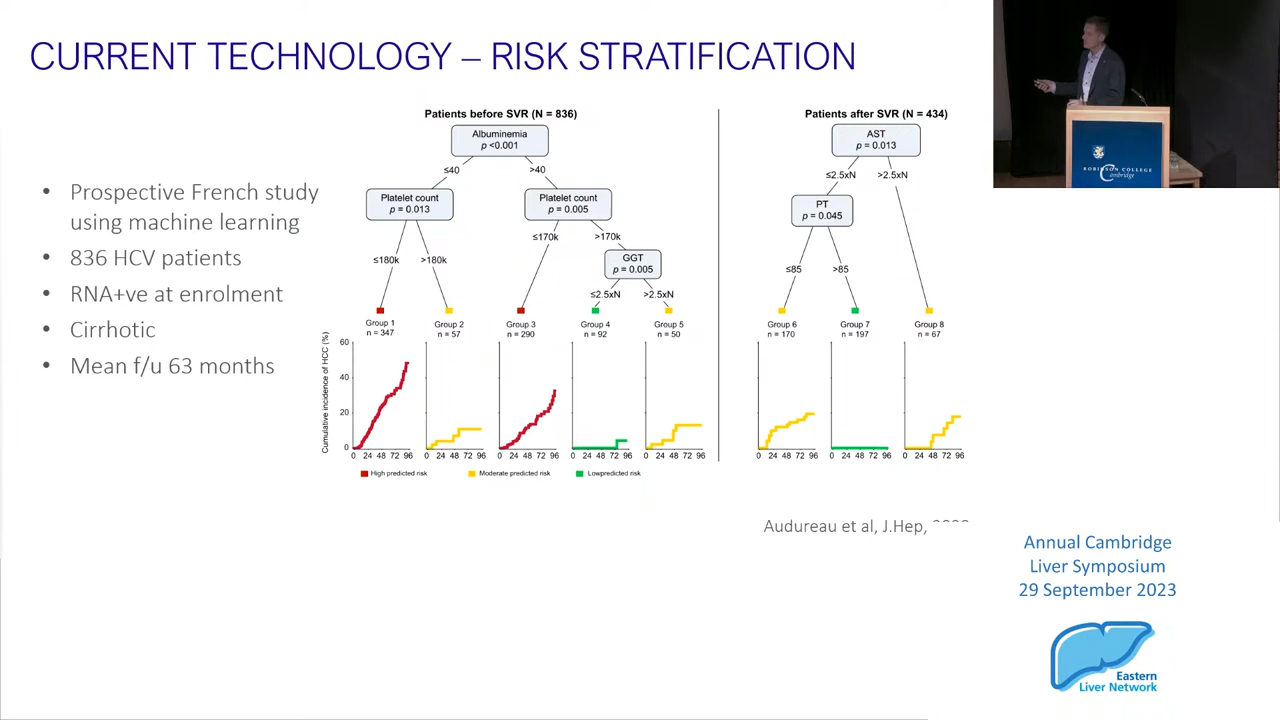 CURRENT TECHNOLOGY – RISK STRATIFICATION
• Prospective French study
using machine learning
• 836 HCV patients
• RNA+ve at enrolment
• Cirrhotic
• Mean f/u 63 months
Patients before SVR (N = 836)
Albuminemia
p <0.001
≤40 >40
Platelet count
p = 0.013
Platelet count
p = 0.005
≤170k >170k
≤180k >180k
GGT
p = 0.005
≤2.5xN >2.5xN
Group 1
n = 347
Group 2
n = 57
Group 3
n = 290
Group 4
n = 92
Group 5
n = 50
Patients after SVR (N = 434)
AST
p = 0.013
≤2.5xN >2.5xN
PT
p = 0.045
≤85 >85
Group 6
n = 170
Group 7
n = 197
Group 8
n = 67
Cumulative incidence of HCC (%)
60
40
20
0
0 24 48 72 96
0 24 48 72 96
0 24 48 72 96
0 24 48 72 96
0 24 48 72 96
0 24 48 72 96
0 24 48 72 96
0 24 48 72 96
High predicted risk
Moderate predicted risk
Lowpredicted risk
Audureau et al, J.Hep,
ROBINSON COLLEGE
Cambridge
Annual Cambridge
Liver Symposium
29 September 2023
Eastern
Liver Network